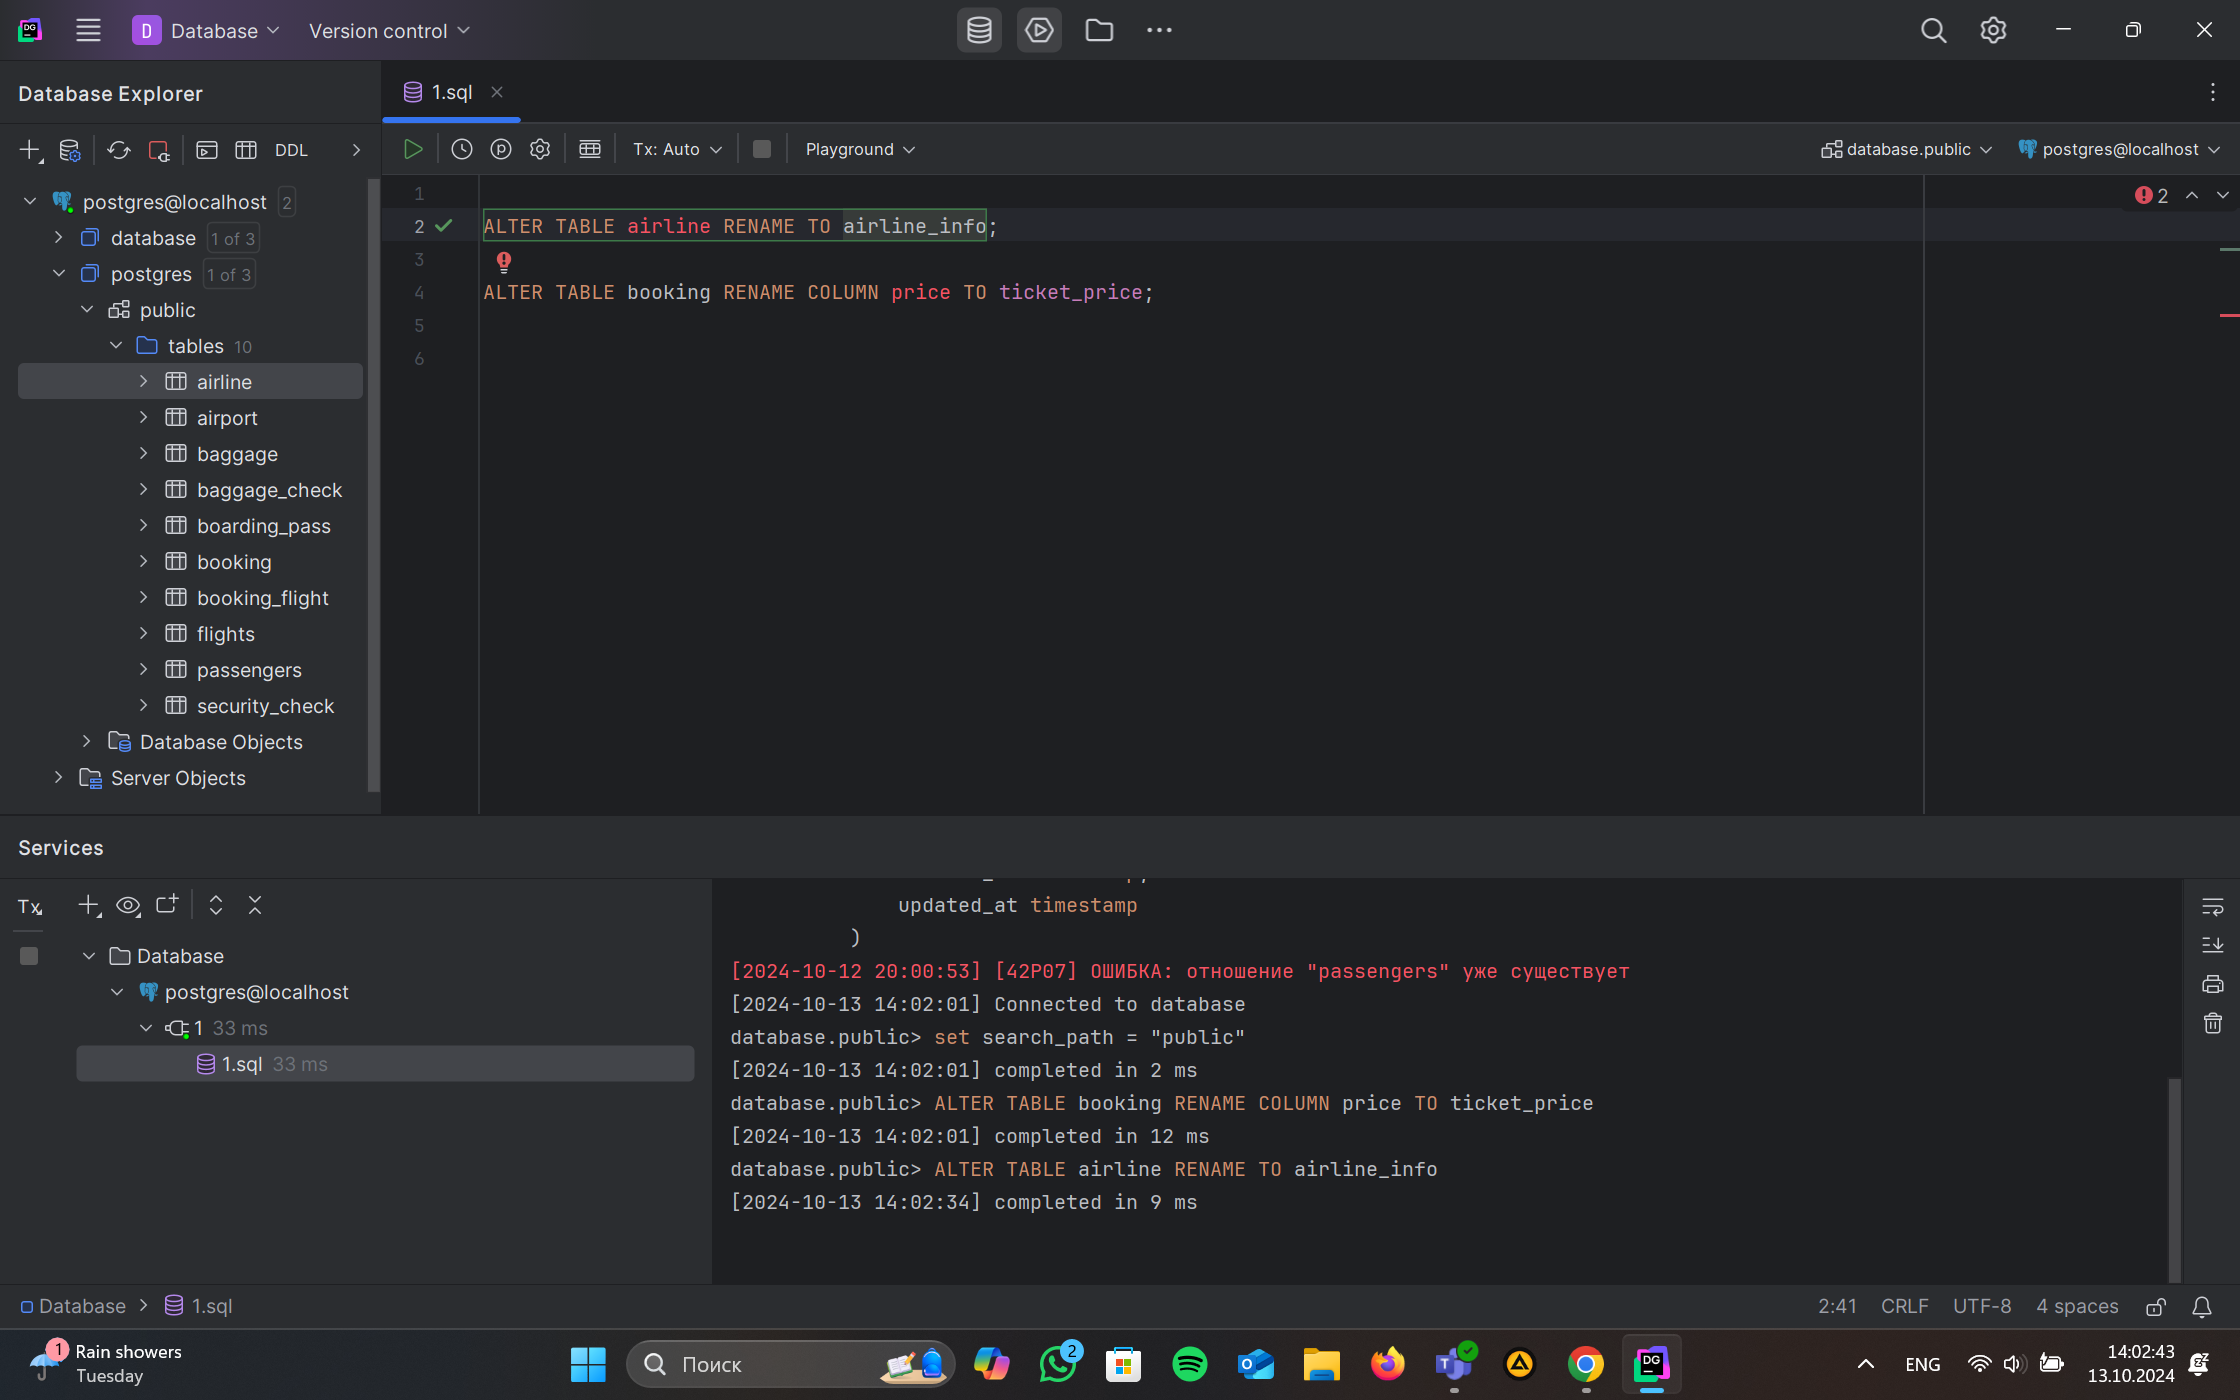 D Database Version control
Database Explorer
1.sql
DDL
Tx: Auto
Playground
database.public
postgres@localhost
postgres@localhost 2
database 1 of 3
postgres 1 of 3
public
tables 10
airline
airport
baggage
baggage_check
boarding_pass
booking
booking_flight
flights
passengers
security_check
Database Objects
Server Objects
1
2 ALTER TABLE airline RENAME TO airline_info;
3
4 ALTER TABLE booking RENAME COLUMN price TO ticket_price;
5
6
2
Services
Tx
Database
postgres@localhost
1 33 ms
1.sql 33 ms
updated_at timestamp
)
[2024-10-12 20:00:53] [42P07] ОШИБКА: отношение "passengers" уже существует
[2024-10-13 14:02:01] Connected to database
database.public> set search_path = "public"
[2024-10-13 14:02:01] completed in 2 ms
database.public> ALTER TABLE booking RENAME COLUMN price TO ticket_price
[2024-10-13 14:02:01] completed in 12 ms
database.public> ALTER TABLE airline RENAME TO airline_info
[2024-10-13 14:02:34] completed in 9 ms
Database > 1.sql
2:41 CRLF UTF-8 4 spaces
1
Rain showers
Tuesday
Поиск
2
DG
ENG
14:02:43
13.10.2024